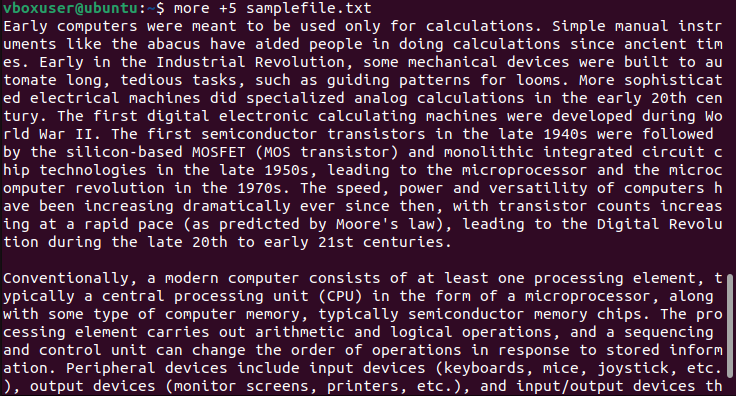 vboxuser@ubuntu:~$ more +5 samplefile.txt
Early computers were meant to be used only for calculations. Simple manual instr
uments like the abacus have aided people in doing calculations since ancient tim
es. Early in the Industrial Revolution, some mechanical devices were built to au
tomate long, tedious tasks, such as guiding patterns for looms. More sophisticat
ed electrical machines did specialized analog calculations in the early 20th cen
tury. The first digital electronic calculating machines were developed during Wo
rld War II. The first semiconductor transistors in the late 1940s were followed
by the silicon-based MOSFET (MOS transistor) and monolithic integrated circuit c
hip technologies in the late 1950s, leading to the microprocessor and the microc
omputer revolution in the 1970s. The speed, power and versatility of computers h
ave been increasing dramatically ever since then, with transistor counts increas
ing at a rapid pace (as predicted by Moore's law), leading to the Digital Revolu
tion during the late 20th to early 21st centuries.

Conventionally, a modern computer consists of at least one processing element, t
ypically a central processing unit (CPU) in the form of a microprocessor, along
with some type of computer memory, typically semiconductor memory chips. The pro
cessing element carries out arithmetic and logical operations, and a sequencing
and control unit can change the order of operations in response to stored inform
ation. Peripheral devices include input devices (keyboards, mice, joystick, etc.
), output devices (monitor screens, printers, etc.), and input/output devices th